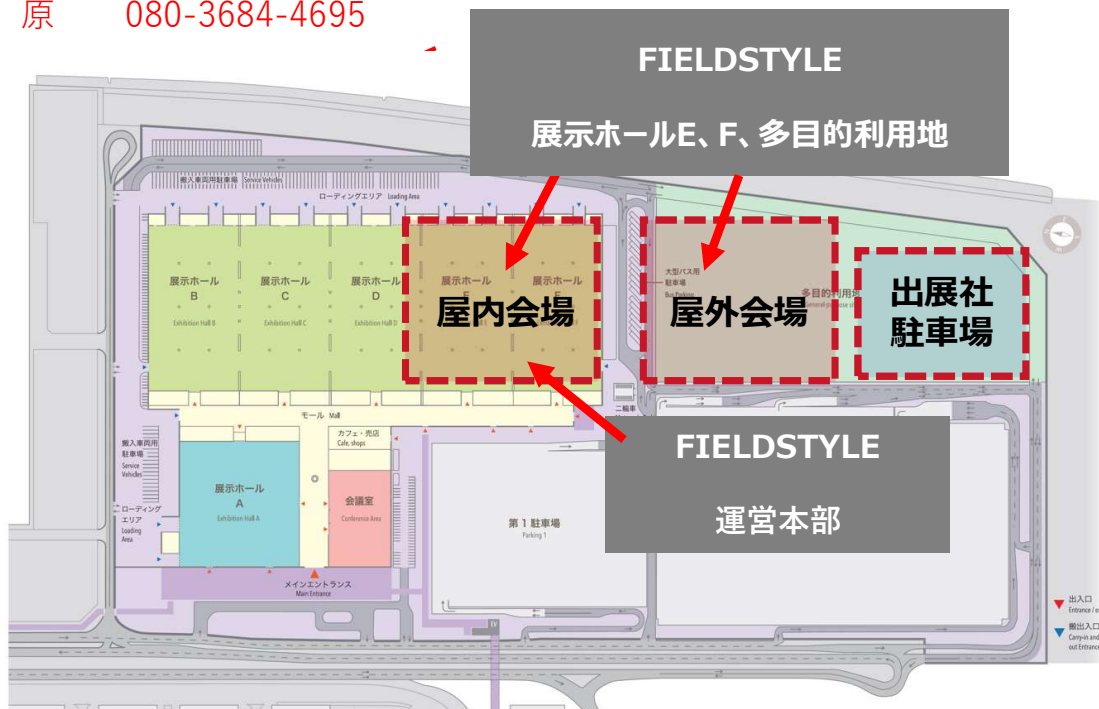 原 080-3684-4695
FIELDSTYLE
展示ホールE、F、多目的利用地
搬入車両用駐車場 Service Vehicles
ローディングエリア Loading Area
展示ホール
B
Exhibition Hall B
展示ホール
C
Exhibition Hall C
展示ホール
D
Exhibition Hall D
展示ホール
展示ホール
屋内会場
大型バス用
駐車場
Bus Parking
多目的利用地
屋外会場
出展社
駐車場
二輪車
モール Mall
カフェ・売店
Cafe, shops
搬入車両用
駐車場
Service
Vehicles
ローディング
エリア
Loading
Area
展示ホール
A
Exhibition Hall A
会議室
Conference Area
第1駐車場
Parking 1
FIELDSTYLE
運営本部
メインエントランス
Main Entrance
EV
出入口
Entrance / e
搬出入口
Carry-in and
out Entrance